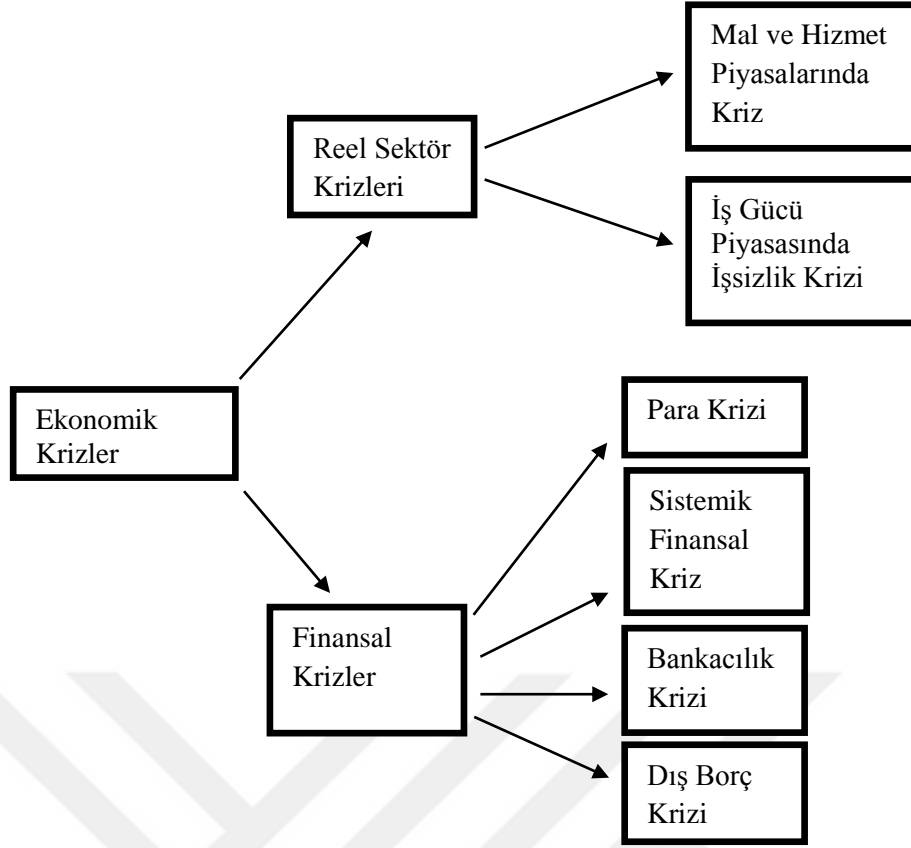 Mal ve Hizmet
Piyasalarında
Kriz
Reel Sektör
Krizleri
İş Gücü
Piyasasında
İşsizlik Krizi
Ekonomik
Krizler
Para Krizi
Sistemik
Finansal
Kriz
Finansal
Krizler
Bankacılık
Krizi
Dış Borç
Krizi